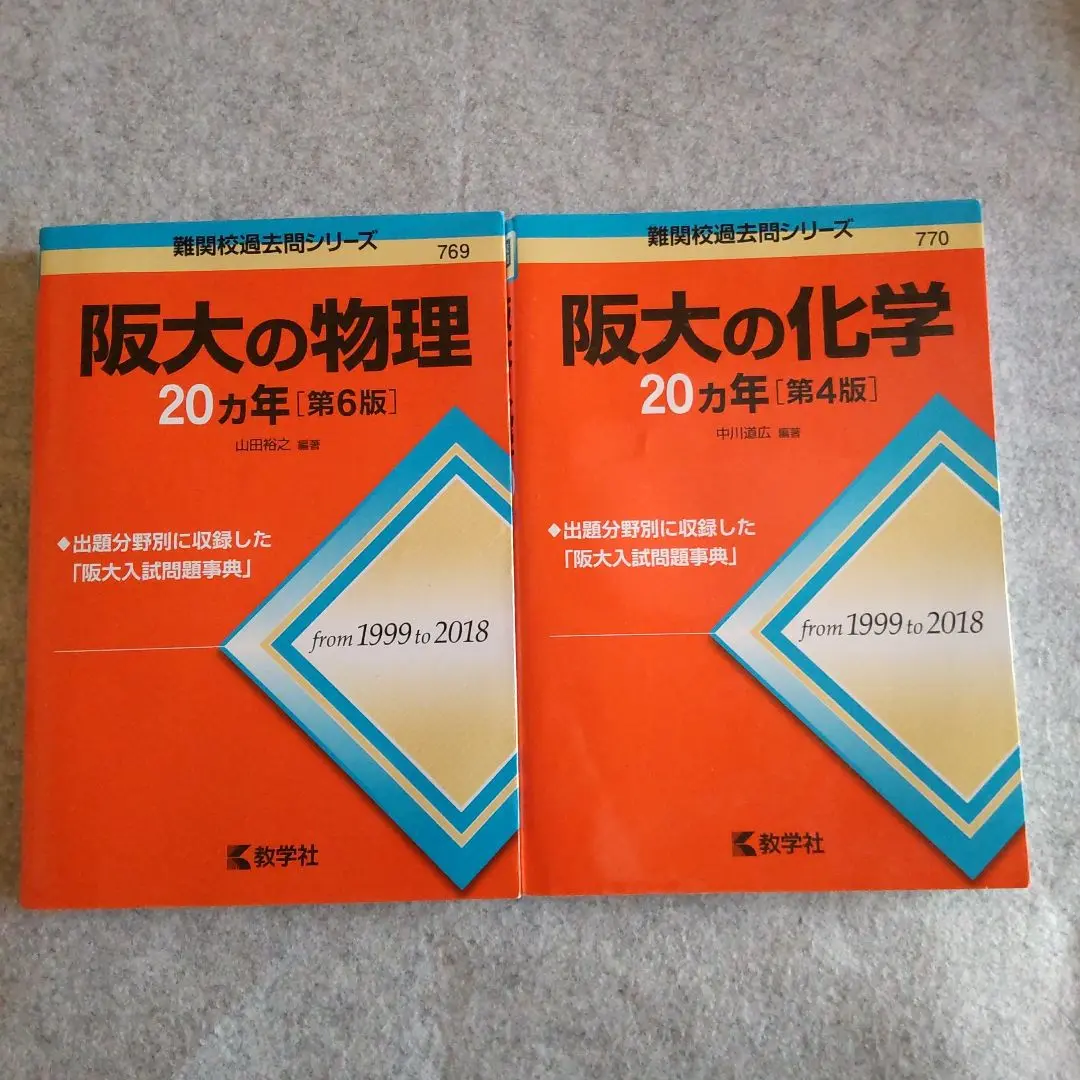 難関校過去問シリーズ
769
阪大の物理
20ヵ年[第6版]
山田裕之 編著
◆出題分野別に収録した
「阪大入試問題事典」
from 1999 to 2018
教学社
難関校過去問シリーズ
770
阪大の化学
20ヵ年[第4版]
中川道広 編著
◆出題分野別に収録した
「阪大入試問題事典」
from 1999 to 2018
教学社